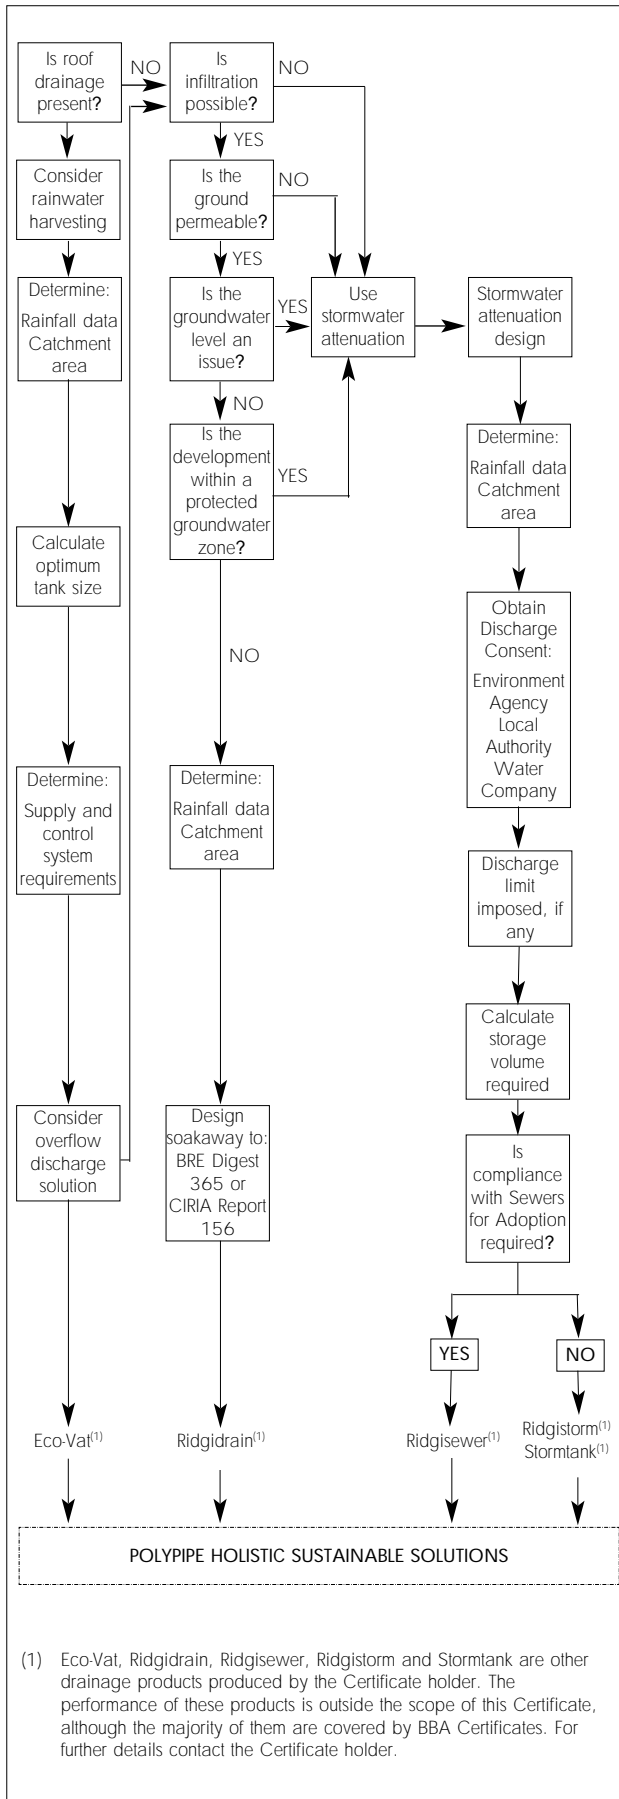 Is roof
drainage
present?
NO
Is
infiltration
possible?
NO
YES
Consider
rainwater
harvesting
Is the
ground
permeable?
NO
YES
Determine:
Rainfall data
Catchment
area
Is the
groundwater
level an
issue?
YES
Use
stormwater
attenuation
Stormwater
attenuation
design
NO
Is the
development
within a
protected
groundwater
zone?
YES
Determine:
Rainfall data
Catchment
area
Calculate
optimum
tank size
NO
Obtain
Discharge
Consent:
Environment
Agency
Local
Authority
Water
Company
Determine:
Supply and
control
system
requirements
Determine:
Rainfall data
Catchment
area
Discharge
limit
imposed, if
any
Calculate
storage
volume
required
Consider
overflow
discharge
solution
Design
soakaway to:
BRE Digest
365 or
CIRIA Report
156
Is
compliance
with Sewers
for Adoption
required?
YES
NO
Eco-Vat(1)
Ridgidrain(1)
Ridgisewer(1)
Ridgistorm(1)
Stormtank(1)
POLYPIPE HOLISTIC SUSTAINABLE SOLUTIONS
(1) Eco-Vat, Ridgidrain, Ridgisewer, Ridgistorm and Stormtank are other
drainage products produced by the Certificate holder. The
performance of these products is outside the scope of this Certificate,
although the majority of them are covered by BBA Certificates. For
further details contact the Certificate holder.